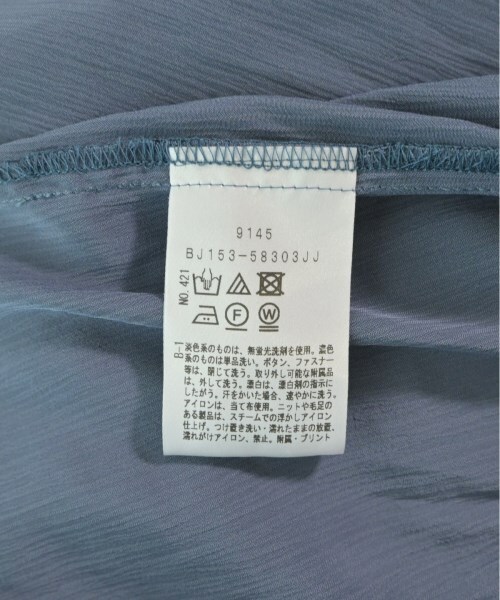 9145
BJ153-58303JJ
NO.421
F W
B-1
淡色系のものは、無蛍光洗剤を使用。濃色
系のものは単品洗い。ボタン、ファスナー
等は、閉じて洗う。取り外し可能な附属品
は、外して洗う。漂白は、漂白剤の指示に
したがう。汗をかいた場合、速やかに洗う。
アイロンは、当て布使用。ニットや毛足の
ある製品は、スチームでの浮かしアイロン
仕上げ。つけ置き洗い・濡れたままの放置、
濡れがけアイロン、禁止。附属・プリント